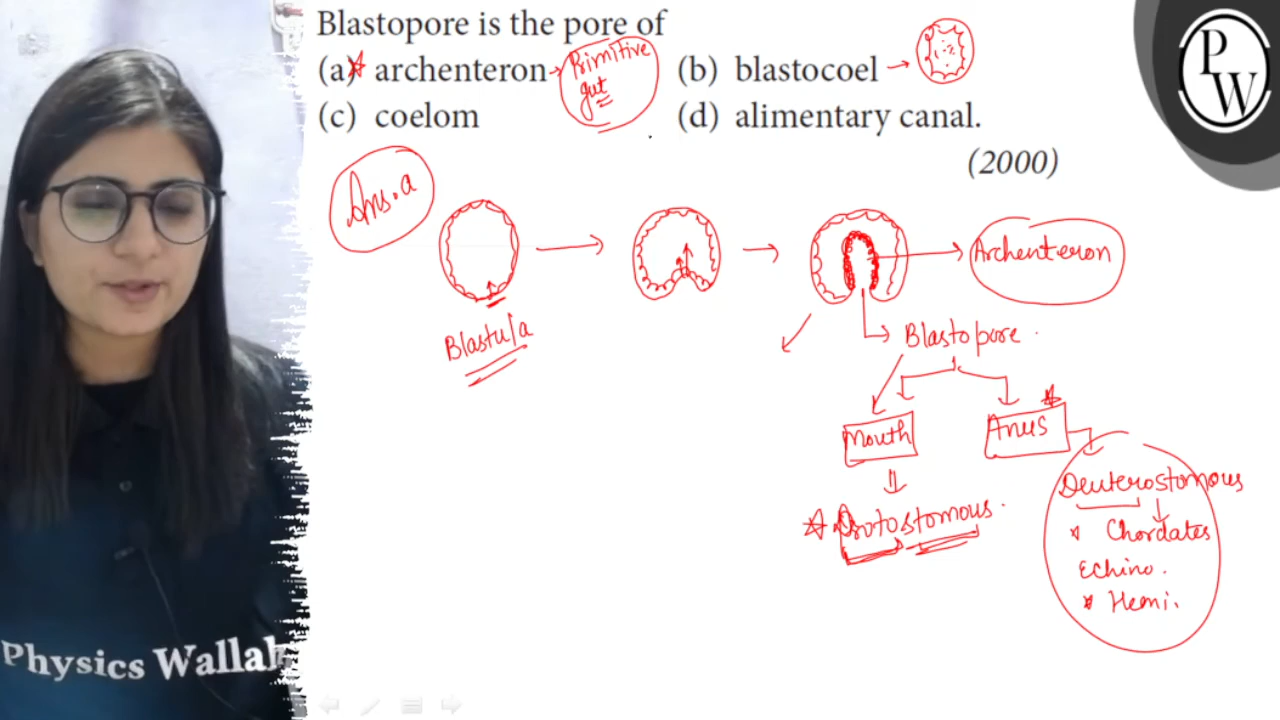 Blastopore is the pore of
(a) archenteron → Primitive gut
(b) blastocoel →
(c) coelom
(d) alimentary canal.
(2000)
PW
Ans. a
Blastula
Archenteron
Blastopore
Mouth
Anus
Protostomous
Deuterostomous
Chordates
Echino.
Hemi.
Physics Wallah